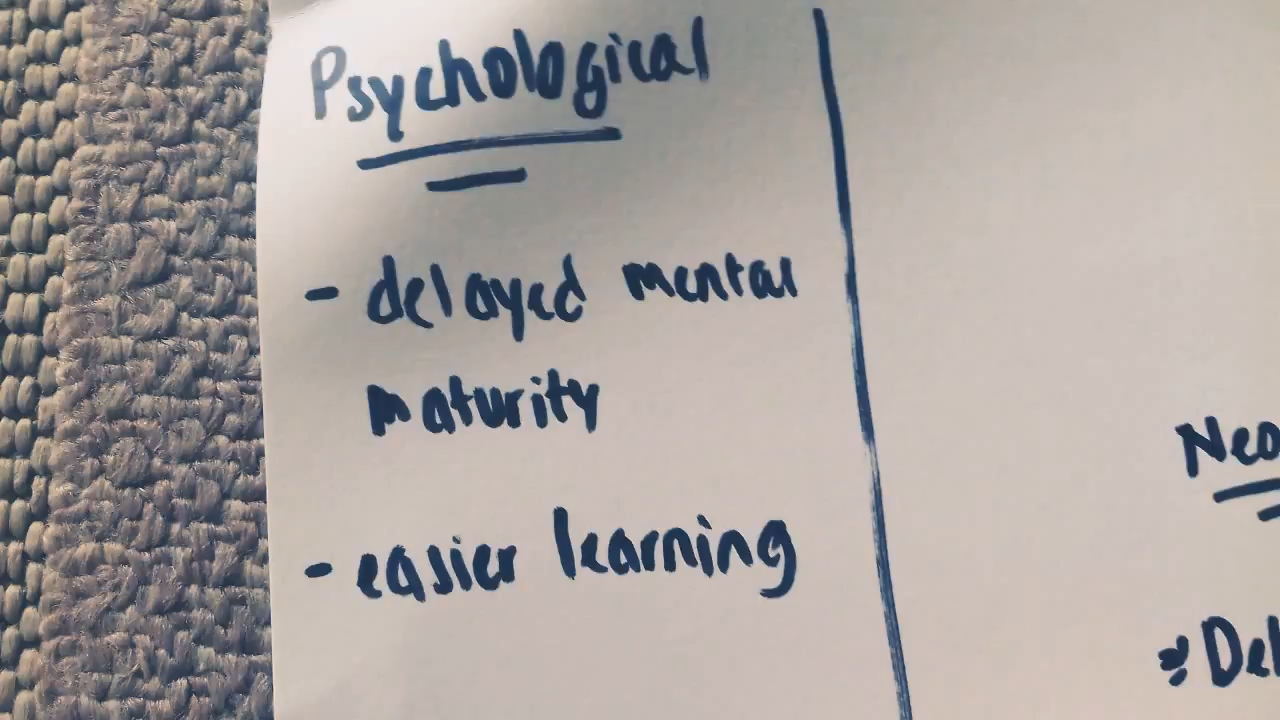 Psychological
- delayed mental
maturity
- easier learning